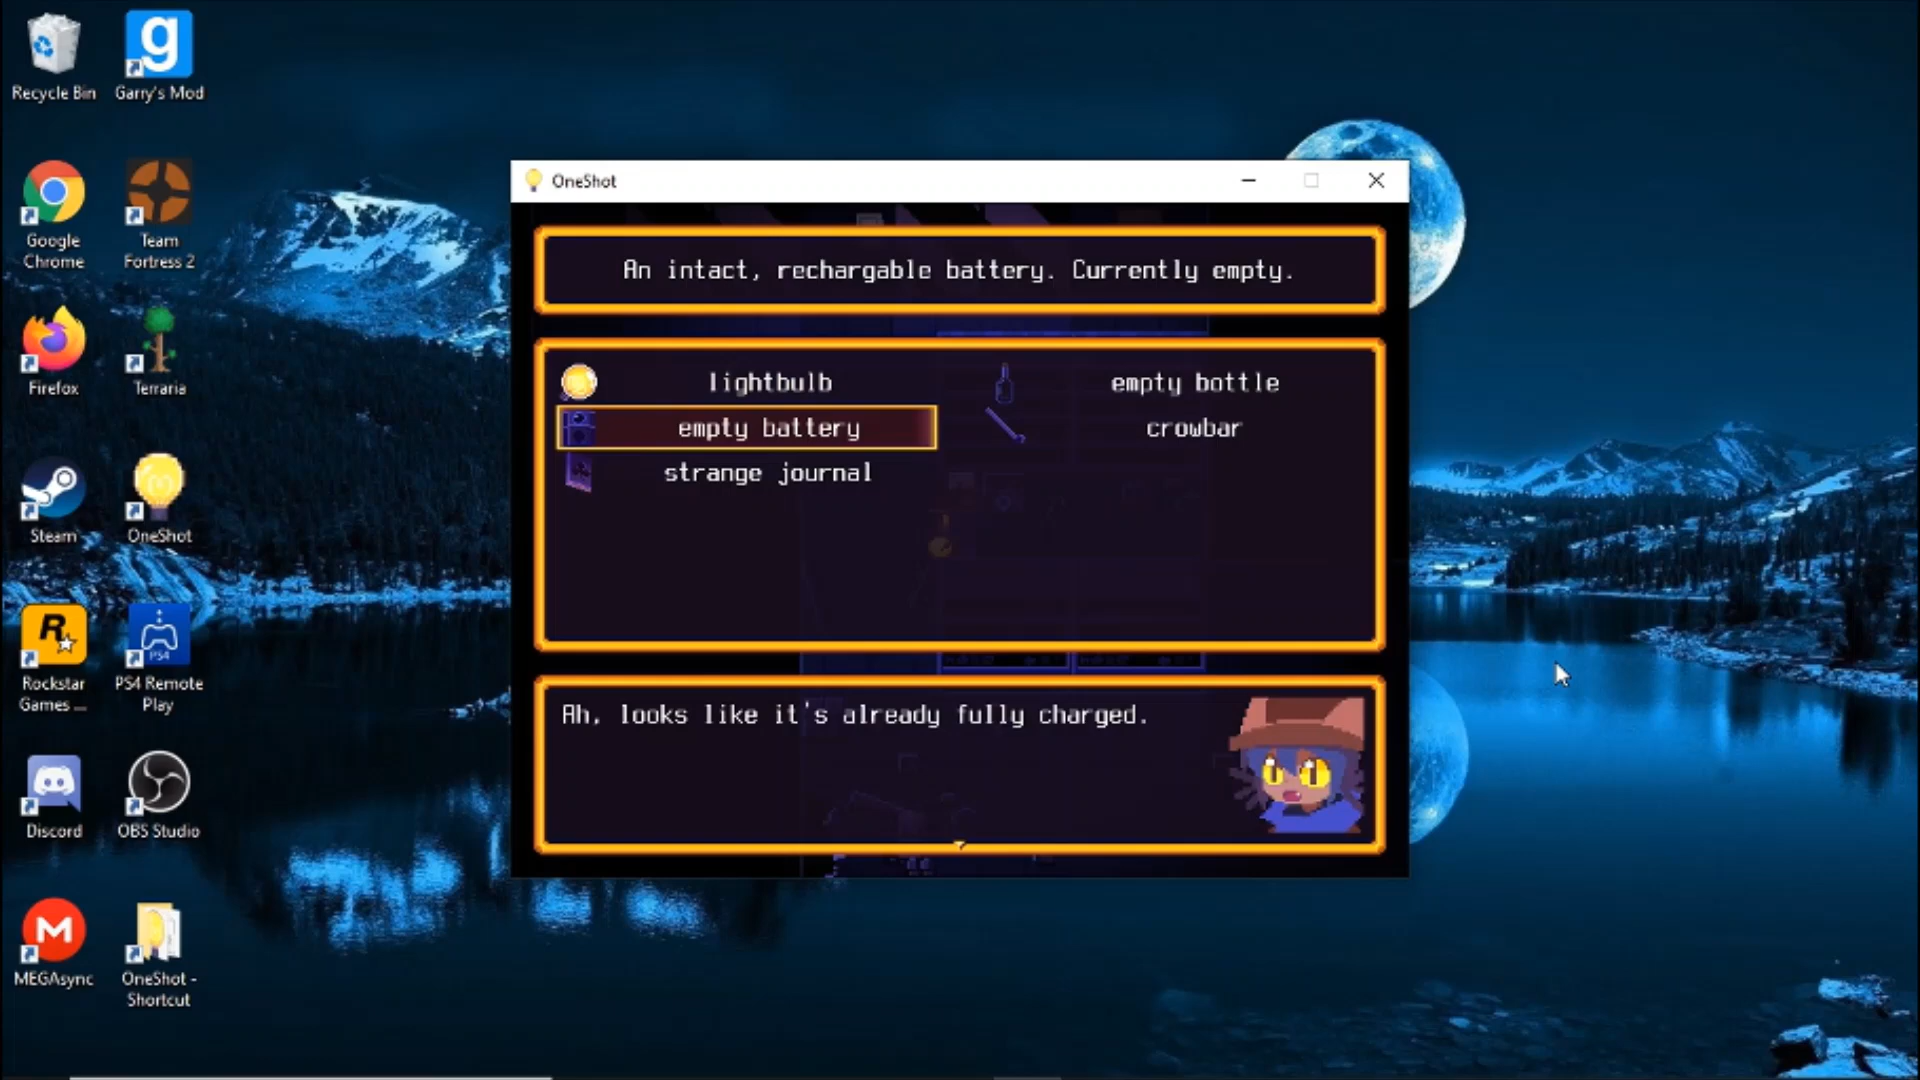 Recycle Bin
Garry's Mod
Google
Chrome
Team
Fortress 2
Firefox
Terraria
Steam
OneShot
Rockstar
Games ...
PS4
PS4 Remote
Play
Discord
OBS Studio
MEGAsync
OneShot -
Shortcut
OneShot
An intact, rechargable battery. Currently empty.
lightbulb
empty bottle
empty battery
crowbar
strange journal
Ah, looks like it's already fully charged.